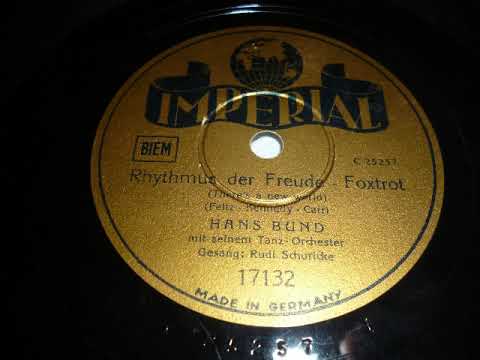 IMPERIAL
BIEM
C 25257
Rhythmus der Freude - Foxtrot
(There's a new world)
(Feltz - Kennedy - Carr)
HANS BUND
mit seinem Tanz-Orchester
Gesang: Rudi Schuricke
17132
MADE IN GERMANY